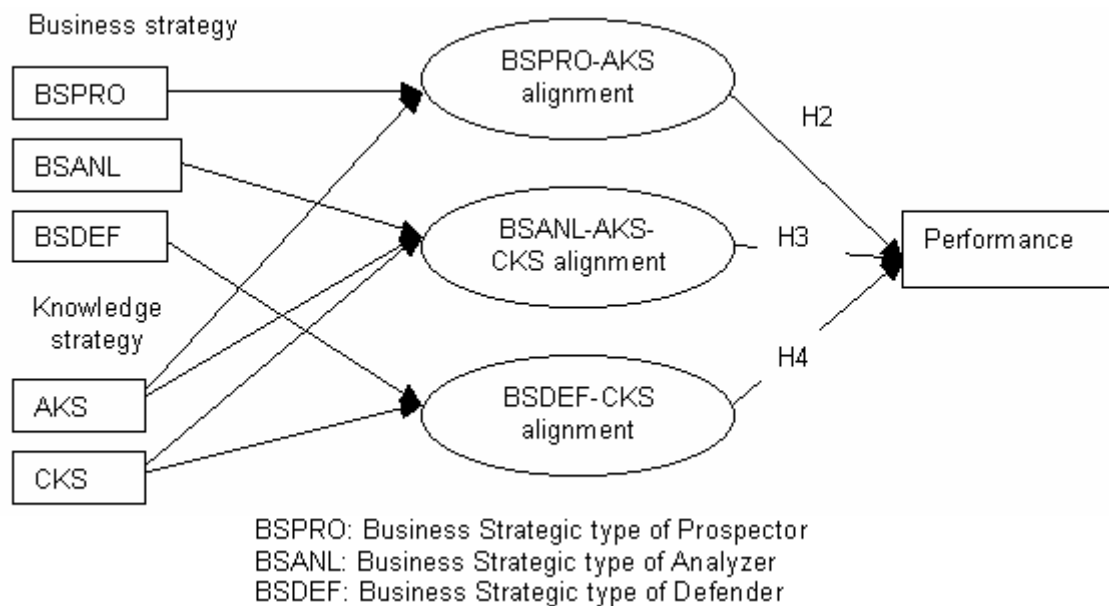 Business strategy
BSPRO
BSANL
BSDEF
Knowledge
strategy
AKS
CKS
BSPRO-AKS
alignment
BSANL-AKS-
CKS alignment
BSDEF-CKS
alignment
H2
H3
H4
Performance
BSPRO: Business Strategic type of Prospector
BSANL: Business Strategic type of Analyzer
BSDEF: Business Strategic type of Defender